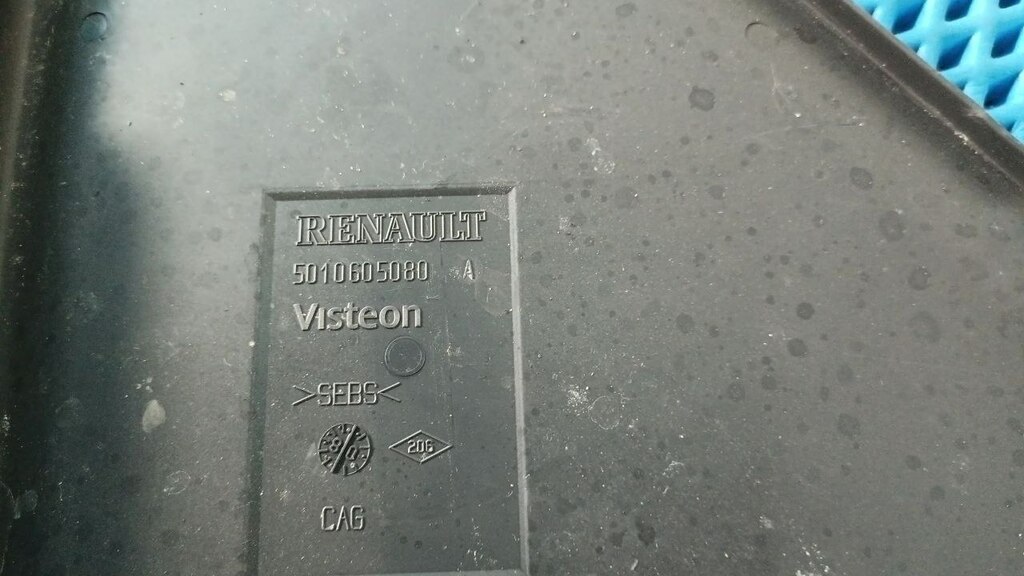 RENAULT
5010605080 A
Visteon
>SEBS<
206
CAG